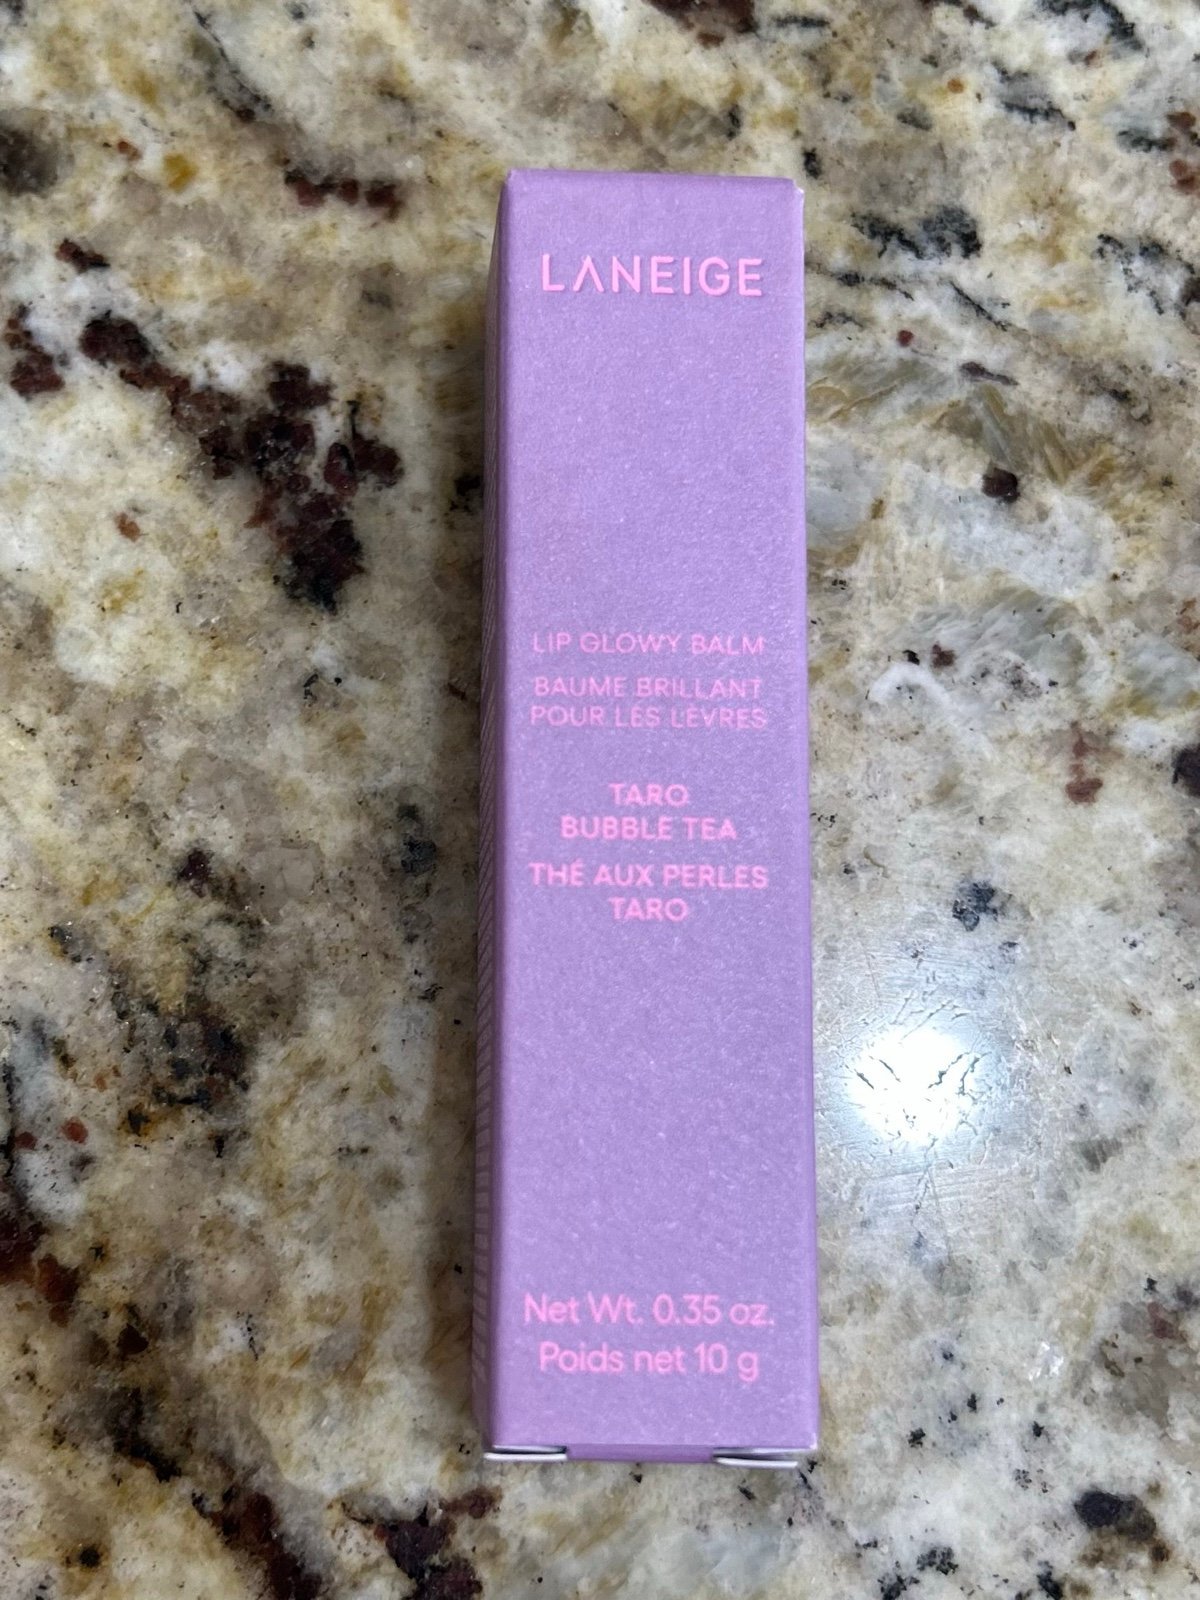 LANEIGE
LIP GLOWY BALM
BAUME BRILLANT
POUR LES LÈVRES
TARO
BUBBLE TEA
THÉ AUX PERLES
TARO
Net Wt. 0.35 oz.
Poids net 10 g